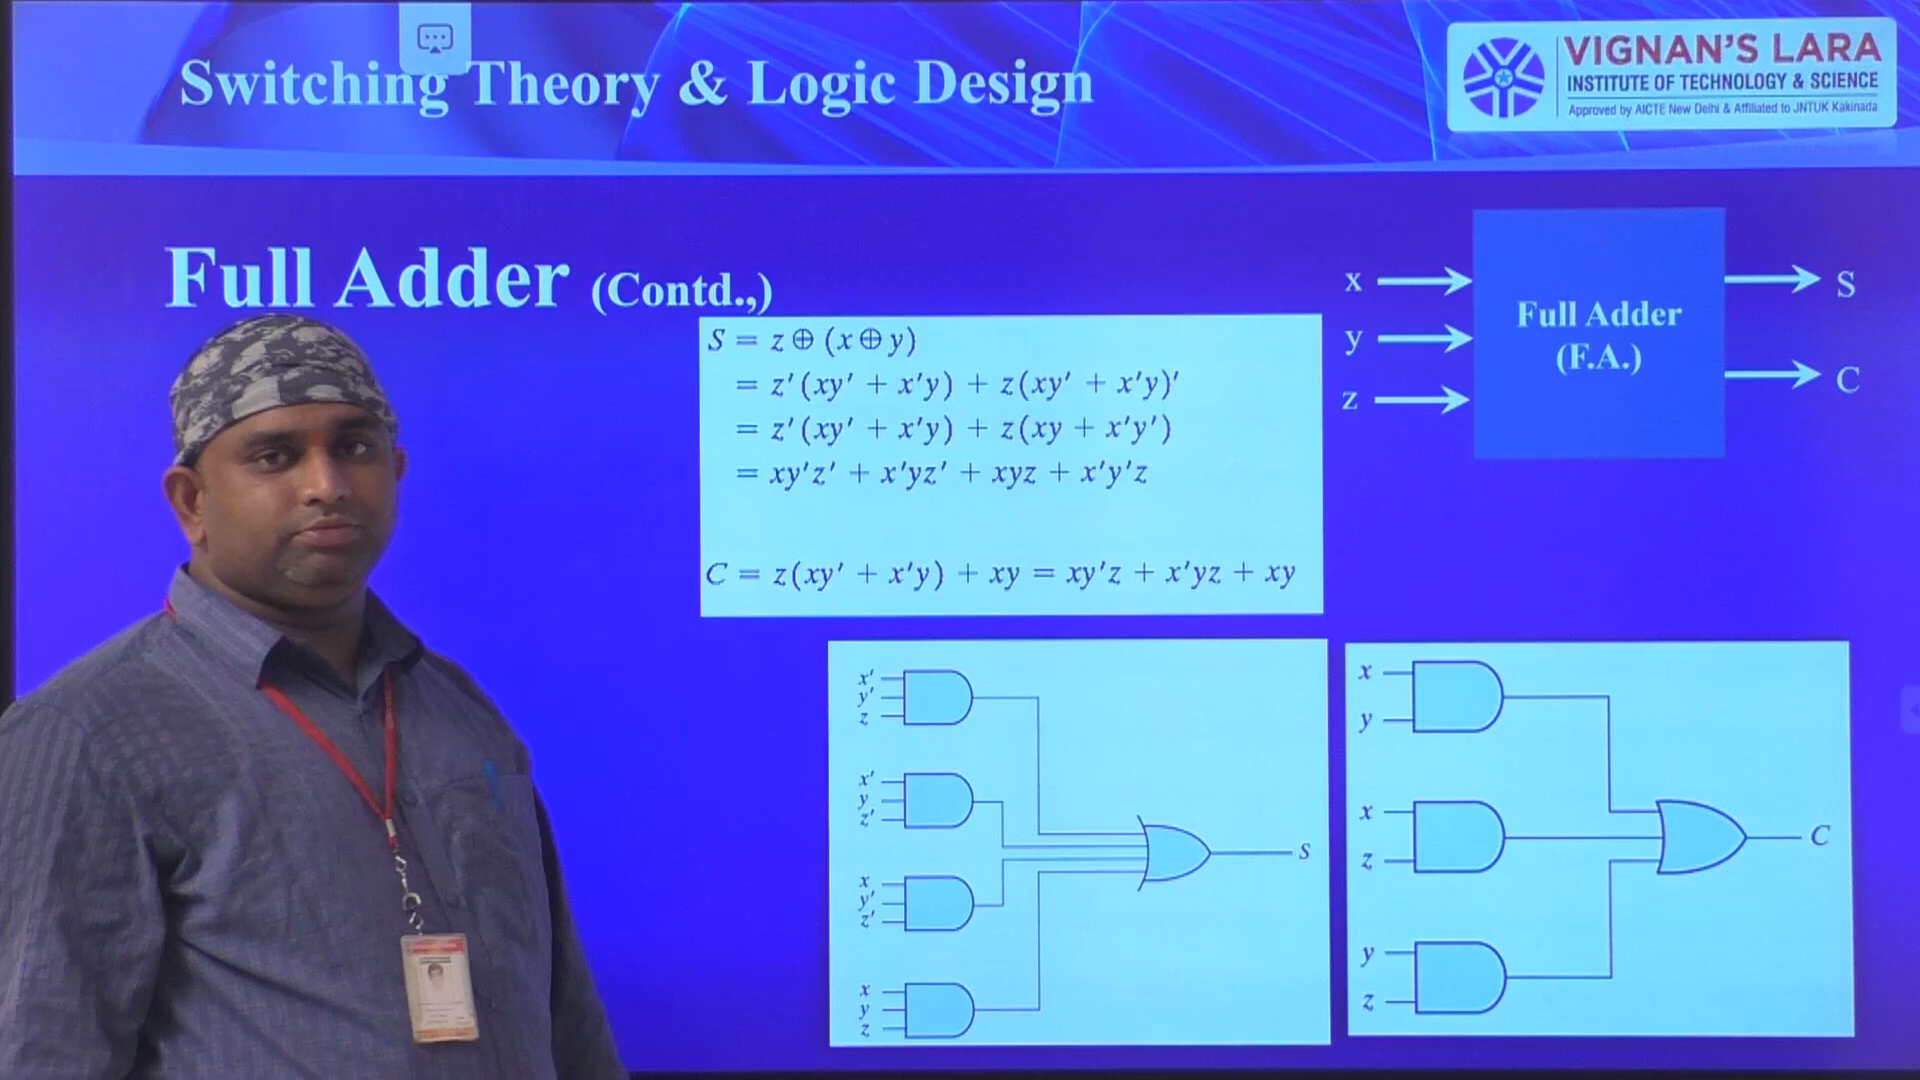 Switching Theory & Logic Design
VIGNAN'S LARA
INSTITUTE OF TECHNOLOGY & SCIENCE
Approved by AICTE New Delhi & Affiliated to JNTUK Kakinada
Full Adder (Contd.,)
x
y
z
Full Adder
(F.A.)
S
C
S = z ⊕ (x ⊕ y)
= z′(xy′ + x′y) + z(xy′ + x′y)′
= z′(xy′ + x′y) + z(xy + x′y′)
= xy′z′ + x′yz′ + xyz + x′y′z
C = z(xy′ + x′y) + xy = xy′z + x′yz + xy
x′
y′
z
x′
y
z′
x
y′
z′
x
y
z
S
x
y
x
z
y
z
C